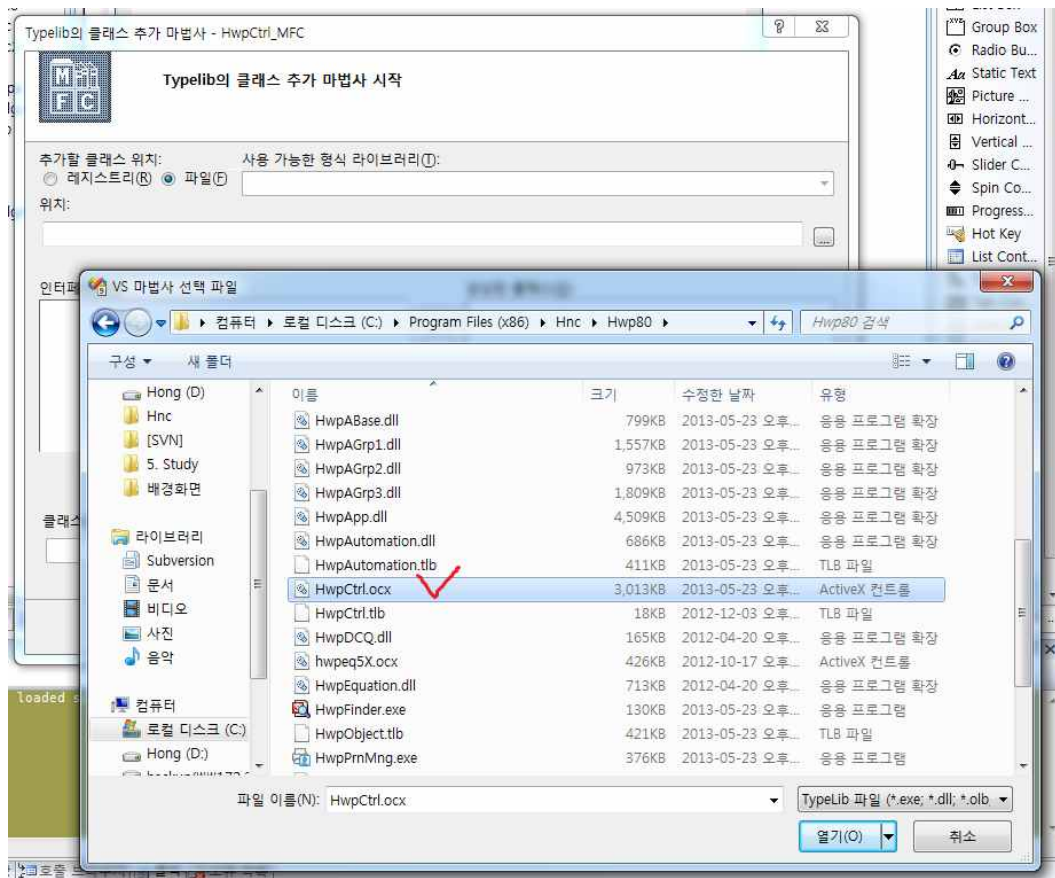 Typelib의 클래스 추가 마법사 - HwpCtrl_MFC
Typelib의 클래스 추가 마법사 시작
MFC
추가할 클래스 위치: 사용 가능한 형식 라이브러리(T):
레지스트리(R) 파일(F)
위치:
...
Group Box
Radio Bu...
Aa Static Text
Picture ...
Horizont...
Vertical ...
Slider C...
Spin Co...
Progress...
Hot Key
List Cont...
인터페
VS 마법사 선택 파일
컴퓨터 로컬 디스크 (C:) Program Files (x86) Hnc Hwp80
Hwp80 검색
구성 새 폴더
Hong (D)
Hnc
[SVN]
5. Study
배경화면
라이브러리
Subversion
문서
비디오
사진
음악
컴퓨터
로컬 디스크 (C:)
Hong (D:)
이름 크기 수정한 날짜 유형
HwpABase.dll 799KB 2013-05-23 오후... 응용 프로그램 확장
HwpAGrp1.dll 1,557KB 2013-05-23 오후... 응용 프로그램 확장
HwpAGrp2.dll 973KB 2013-05-23 오후... 응용 프로그램 확장
HwpAGrp3.dll 1,809KB 2013-05-23 오후... 응용 프로그램 확장
HwpApp.dll 4,509KB 2013-05-23 오후... 응용 프로그램 확장
HwpAutomation.dll 686KB 2013-05-23 오후... 응용 프로그램 확장
HwpAutomation.tlb 411KB 2013-05-23 오후... TLB 파일
HwpCtrl.ocx 3,013KB 2013-05-23 오후... ActiveX 컨트롤
HwpCtrl.tlb 18KB 2012-12-03 오후... TLB 파일
HwpDCQ.dll 165KB 2012-04-20 오후... 응용 프로그램 확장
hwpeq5X.ocx 426KB 2012-10-17 오후... ActiveX 컨트롤
HwpEquation.dll 713KB 2012-04-20 오후... 응용 프로그램 확장
HwpFinder.exe 130KB 2013-05-23 오후... 응용 프로그램
HwpObject.tlb 421KB 2013-05-23 오후... TLB 파일
HwpPrnMng.exe 376KB 2013-05-23 오후... 응용 프로그램
클래스
loaded s
파일 이름(N): HwpCtrl.ocx
TypeLib 파일 (*.exe; *.dll; *.olb
열기(O) 취소